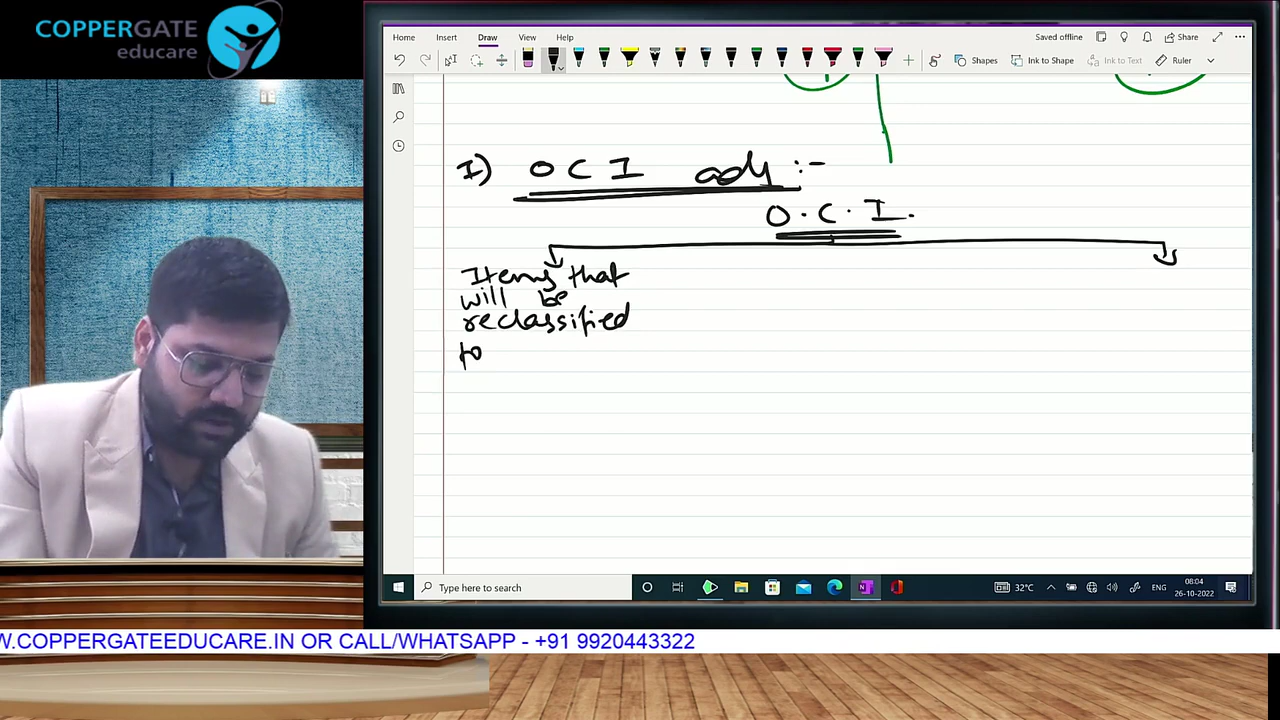 COPPERGATE
educare
Home Insert Draw View Help
Saved offline
Share
Shapes
Ink to Shape
Ink to Text
Ruler
I) O C I adj :-
O. C. I.
Items that
will be
reclassified
to
Type here to search
32°C
ENG
08:04
26-10-2022
W.COPPERGATEEDUCARE.IN OR CALL/WHATSAPP - +91 9920443322